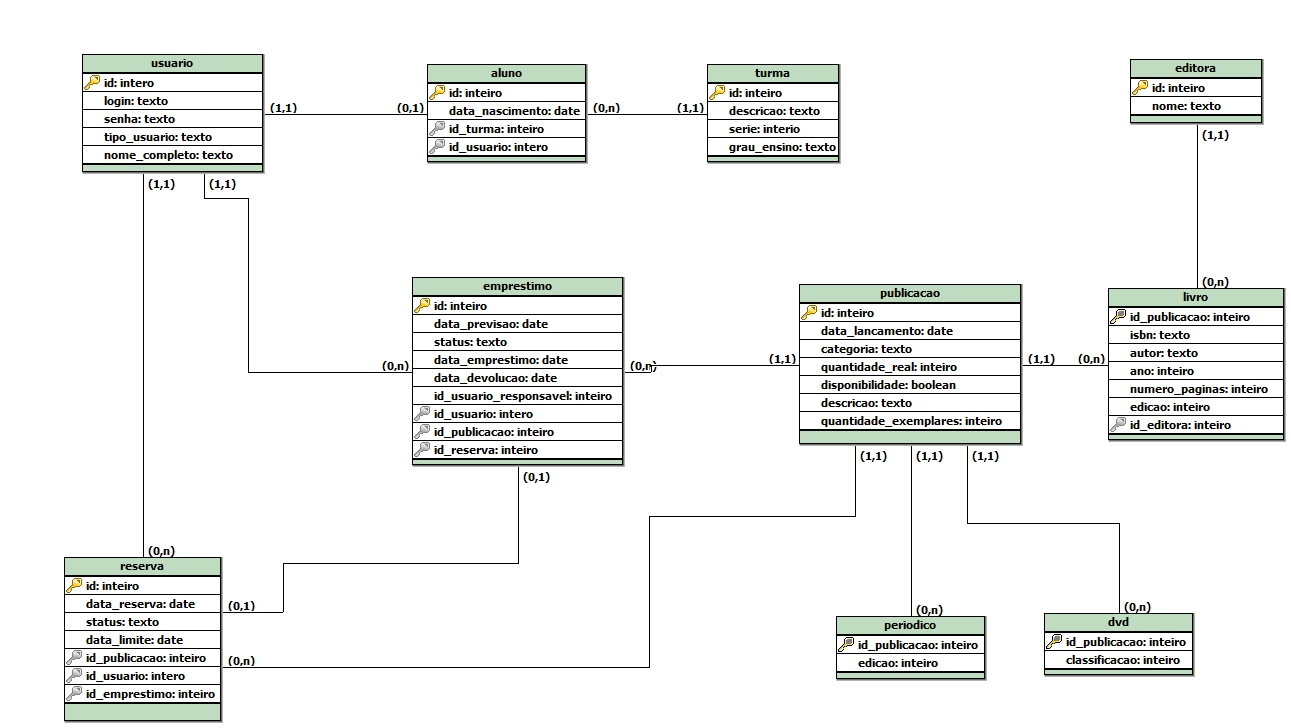 usuario
id: intero
login: texto
senha: texto
tipo_usuario: texto
nome_completo: texto
(1,1)
(0,1)
aluno
id: inteiro
data_nascimento: date
id_turma: inteiro
id_usuario: intero
(0,n)
(1,1)
turma
id: inteiro
descricao: texto
serie: interio
grau_ensino: texto
editora
id: inteiro
nome: texto
(1,1)
(1,1)
(1,1)
(0,n)
emprestimo
id: inteiro
data_previsao: date
status: texto
data_emprestimo: date
data_devolucao: date
id_usuario_responsavel: inteiro
id_usuario: intero
id_publicacao: inteiro
id_reserva: inteiro
(0,n)
(0,n)
(1,1)
publicacao
id: inteiro
data_lancamento: date
categoria: texto
quantidade_real: inteiro
disponibilidade: boolean
descricao: texto
quantidade_exemplares: inteiro
(1,1)
(0,n)
livro
id_publicacao: inteiro
isbn: texto
autor: texto
ano: inteiro
numero_paginas: inteiro
edicao: inteiro
id_editora: inteiro
(0,1)
(1,1)
(1,1)
(1,1)
(0,n)
reserva
id: inteiro
data_reserva: date
status: texto
data_limite: date
id_publicacao: inteiro
id_usuario: intero
id_emprestimo: inteiro
(0,1)
(0,n)
(0,n)
periodico
id_publicacao: inteiro
edicao: inteiro
(0,n)
dvd
id_publicacao: inteiro
classificacao: inteiro